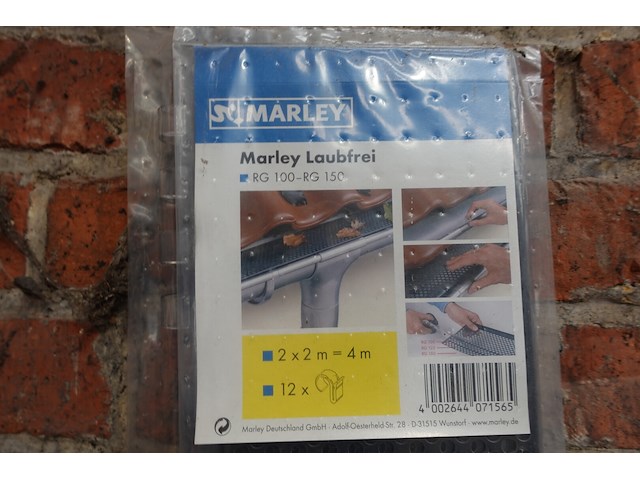 MARLEY
Marley Laubfrei
RG 100–RG 150
2 x 2 m = 4 m
12 x
4 002644 071565
Marley Deutschland GmbH · Adolf-Oesterheld-Str. 28 · D-31515 Wunstorf · www.marley.de